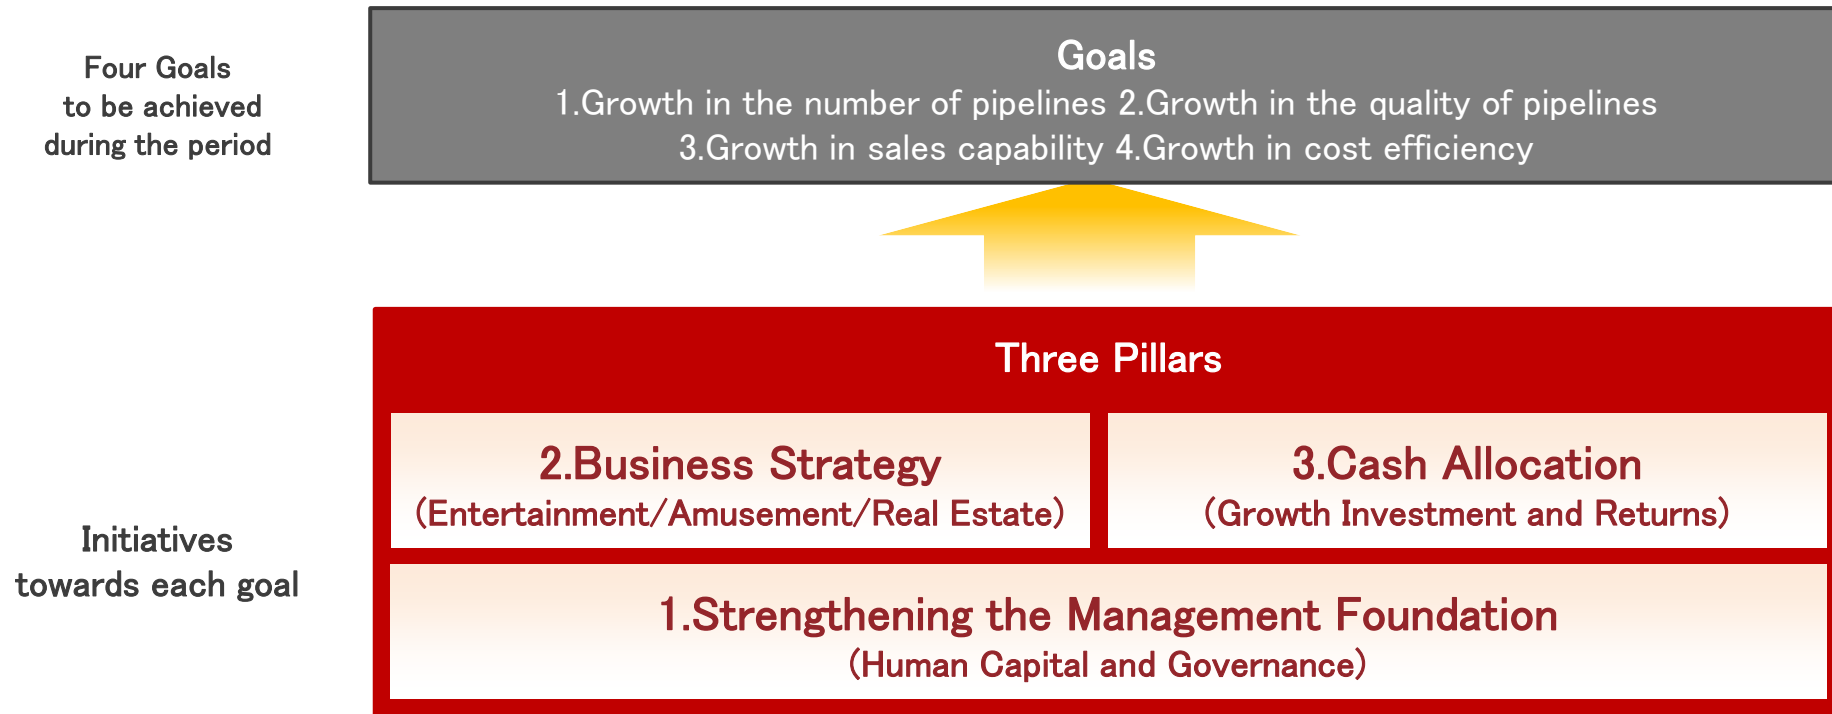 Four Goals
to be achieved
during the period
Goals
1.Growth in the number of pipelines 2.Growth in the quality of pipelines
3.Growth in sales capability 4.Growth in cost efficiency
Initiatives
towards each goal
Three Pillars
2.Business Strategy
(Entertainment/Amusement/Real Estate)
3.Cash Allocation
(Growth Investment and Returns)
1.Strengthening the Management Foundation
(Human Capital and Governance)